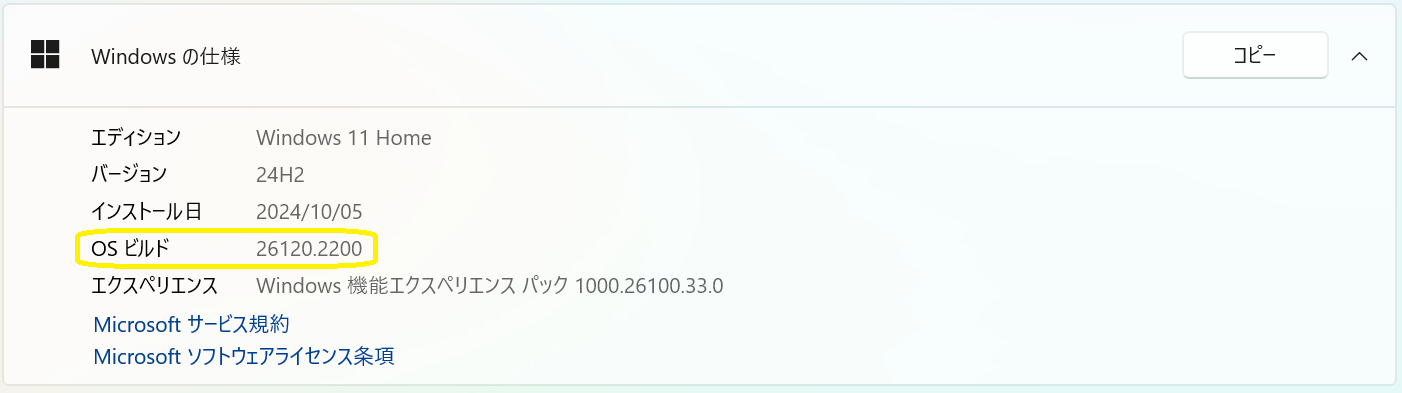 Windows の仕様 コピー
エディション Windows 11 Home
バージョン 24H2
インストール日 2024/10/05
OS ビルド 26120.2200
エクスペリエンス Windows 機能エクスペリエンス パック 1000.26100.33.0
Microsoft サービス規約
Microsoft ソフトウェアライセンス条項